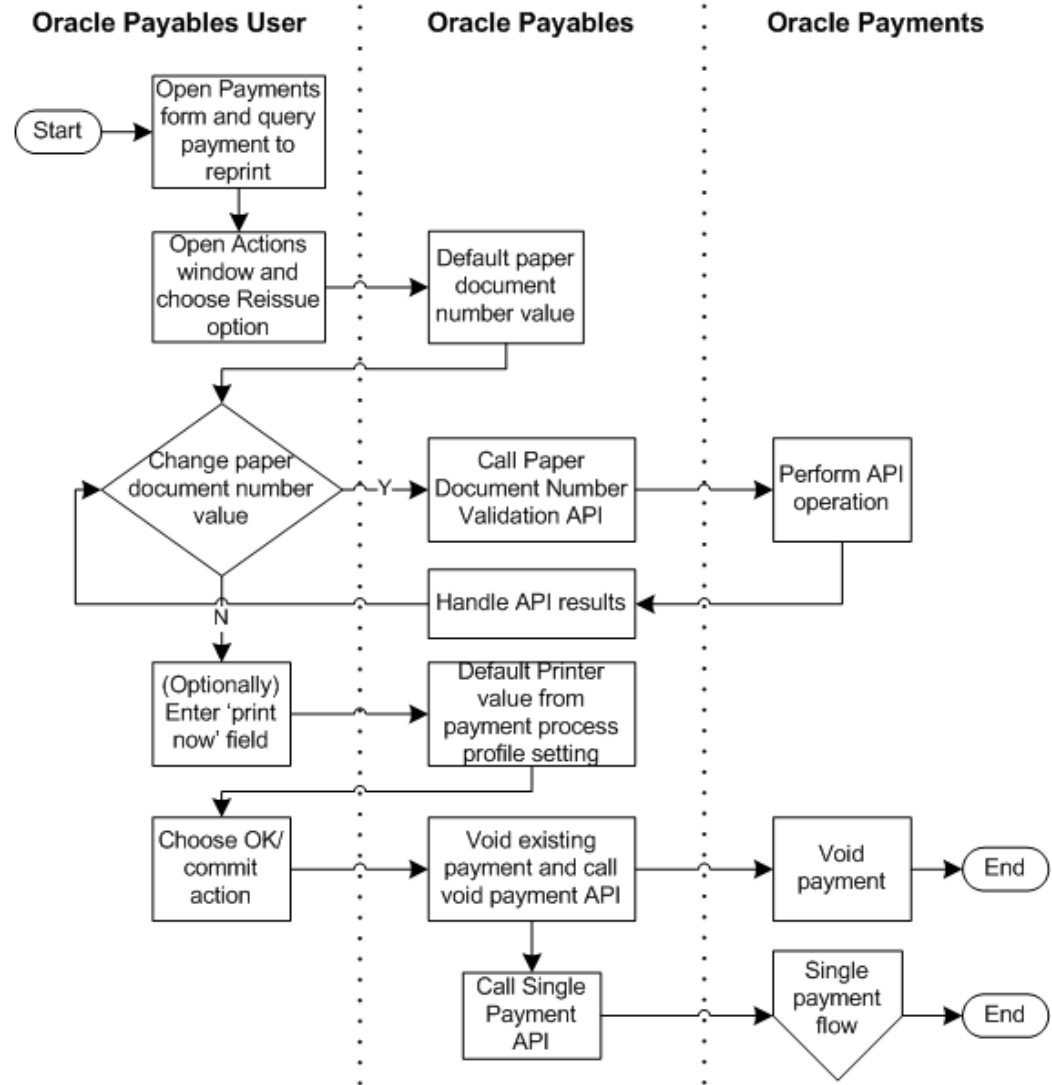 Oracle Payables User
Oracle Payables
Oracle Payments
Start
Open Payments
form and query
payment to
reprint
Open Actions
window and
choose Reissue
option
Default paper
document
number value
Change paper
document number
value
Y
Call Paper
Document Number
Validation API
Perform API
operation
Handle API results
N
(Optionally)
Enter ‘print
now’ field
Default Printer
value from
payment process
profile setting
Choose OK/
commit
action
Void existing
payment and call
void payment API
Void
payment
End
Call Single
Payment
API
Single
payment
flow
End